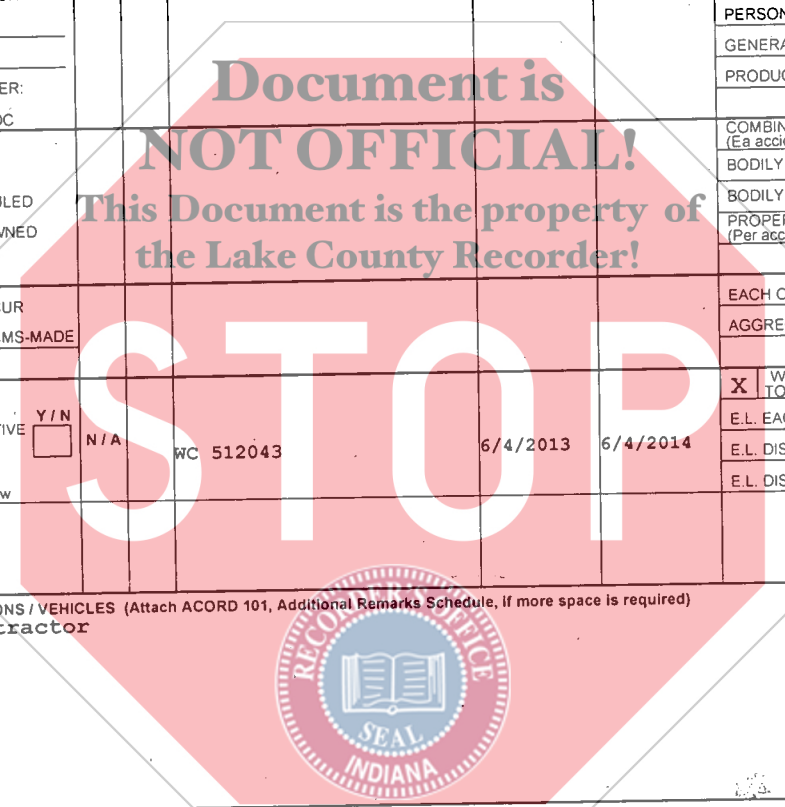 PERSON
GENERA
PRODUC
ER:
OC
COMBIN
(Ea accid
BODILY
BLED
BODILY
WNED
PROPER
(Per acc
Document is
NOT OFFICIAL!
This Document is the property of
the Lake County Recorder!
EACH O
UR
AGGRE
MS-MADE
STOP
Y / N
TIVE
N / A
WC 512043
6/4/2013 6/4/2014
X
W
TO
E.L. EAC
E.L. DIS
E.L. DIS
w
ONS / VEHICLES (Attach ACORD 101, Additional Remarks Schedule, if more space is required)
tractor
RECORDER'S OFFICE
SEAL
INDIANA